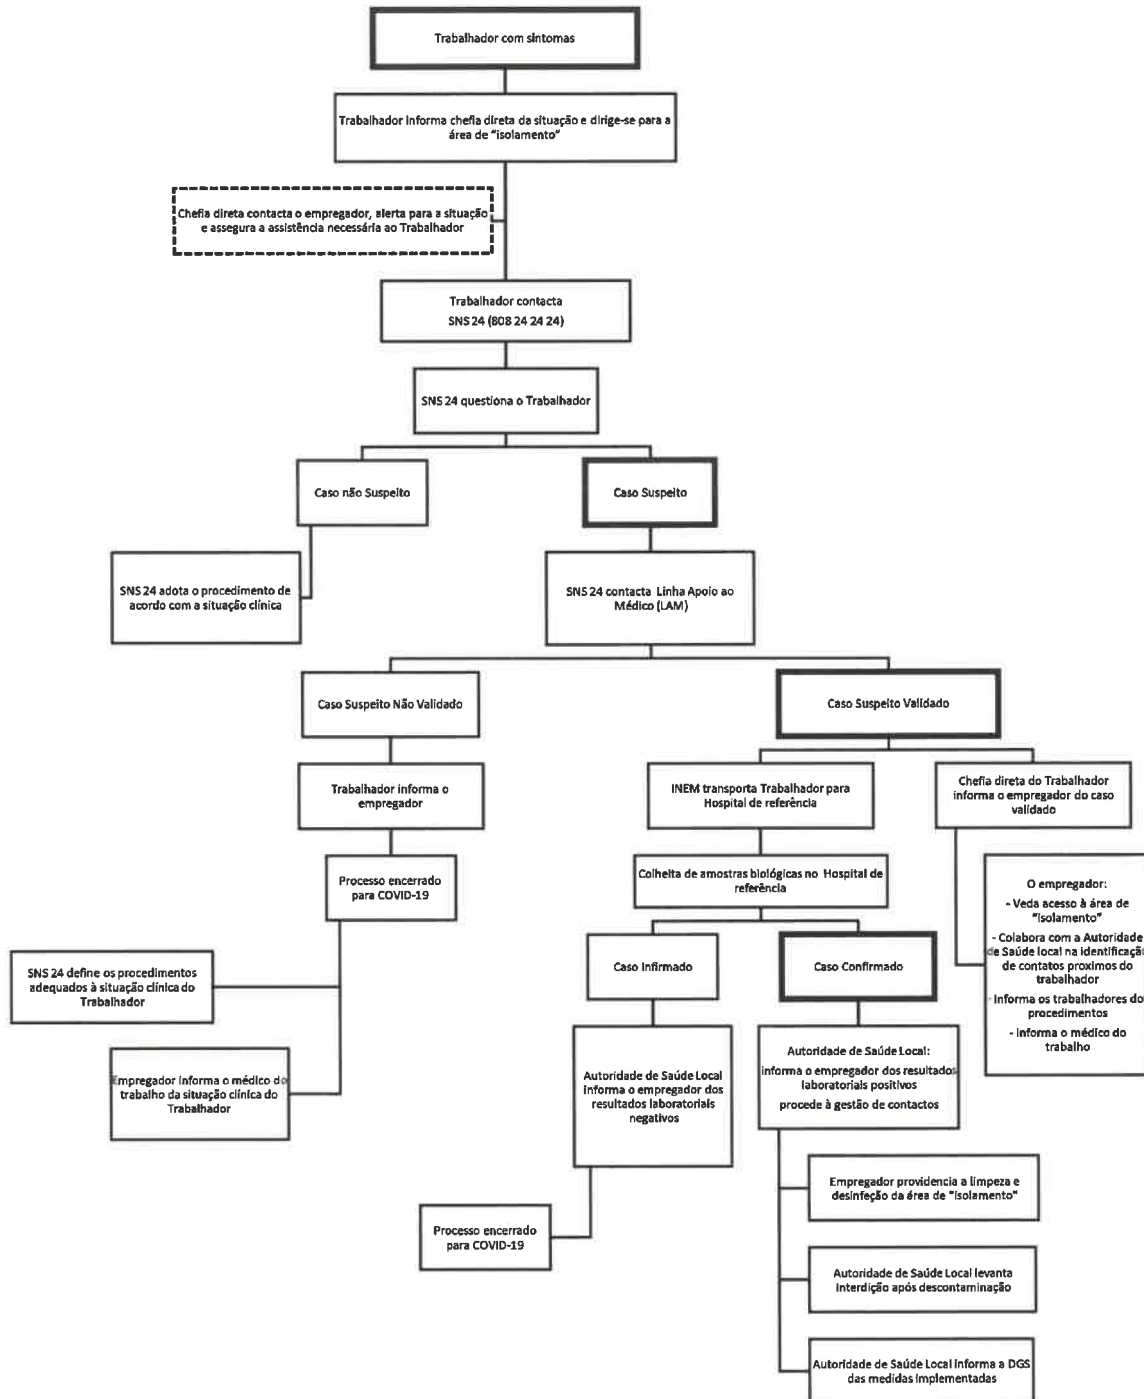 Trabalhador com sintomas
Trabalhador informa chefia direta da situação e dirige-se para a
área de "isolamento"
Chefia direta contacta o empregador, alerta para a situação
e assegura a assistência necessária ao Trabalhador
Trabalhador contacta
SNS 24 (808 24 24 24)
SNS 24 questiona o Trabalhador
Caso não Suspeito
Caso Suspeito
SNS 24 adota o procedimento de
acordo com a situação clínica
SNS 24 contacta Linha Apoio ao
Médico (LAM)
Caso Suspeito Não Validado
Caso Suspeito Validado
Trabalhador informa o
empregador
INEM transporta Trabalhador para
Hospital de referência
Chefia direta do Trabalhador
informa o empregador do caso
validado
Processo encerrado
para COVID-19
Colheita de amostras biológicas no Hospital de
referência
O empregador:
- Veda acesso à área de
"isolamento"
- Colabora com a Autoridade
de Saúde local na identificação
de contatos proximos do
trabalhador
- Informa os trabalhadores dos
procedimentos
- Informa o médico do
trabalho
SNS 24 define os procedimentos
adequados à situação clínica do
Trabalhador
Caso Infirmado
Caso Confirmado
Empregador informa o médico do
trabalho da situação clínica do
Trabalhador
Autoridade de Saúde Local
informa o empregador dos
resultados laboratoriais
negativos
Autoridade de Saúde Local:
informa o empregador dos resultados
laboratoriais positivos
procede à gestão de contactos
Empregador providencia a limpeza e
desinfeção da área de "isolamento"
Processo encerrado
para COVID-19
Autoridade de Saúde Local levanta
interdição após descontaminação
Autoridade de Saúde Local informa a DGS
das medidas implementadas